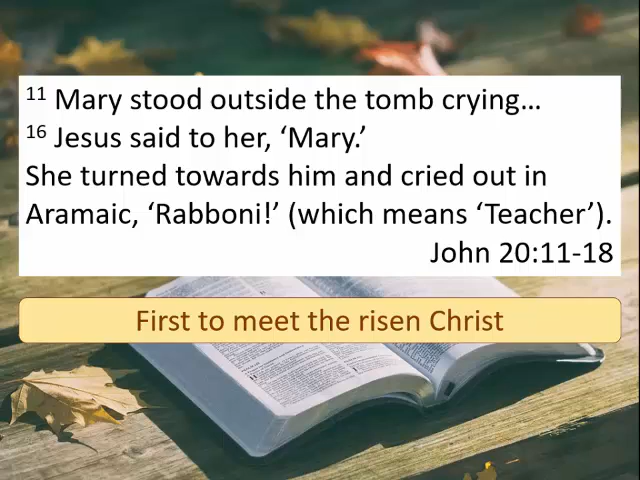 ¹¹ Mary stood outside the tomb crying…
¹⁶ Jesus said to her, ‘Mary.’
She turned towards him and cried out in
Aramaic, ‘Rabboni!’ (which means ‘Teacher’).
John 20:11-18
First to meet the risen Christ